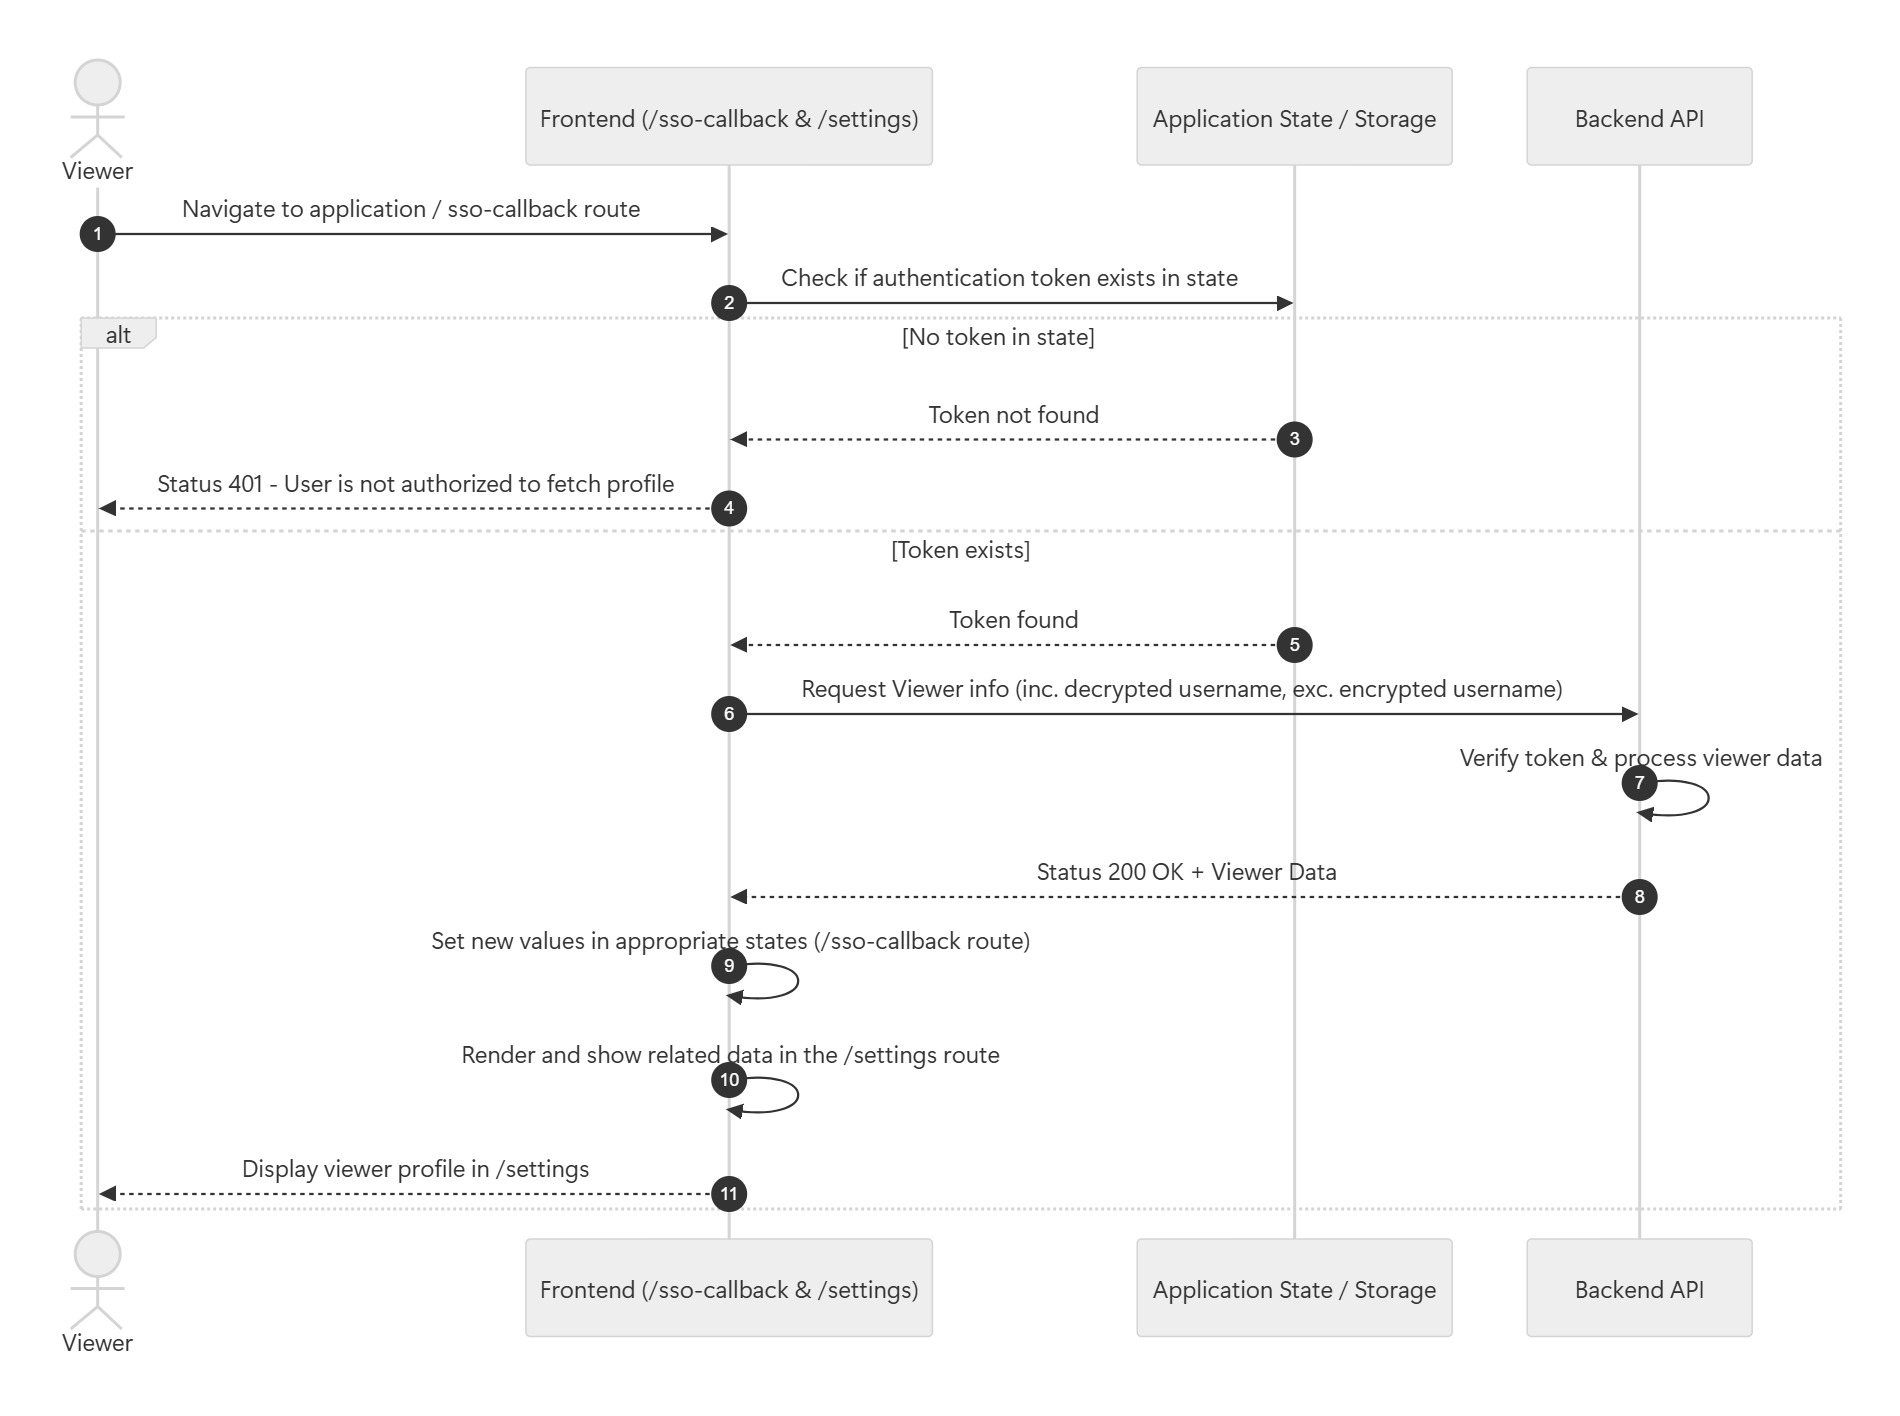 Viewer
Frontend (/sso-callback & /settings)
Application State / Storage
Backend API
Navigate to application / sso-callback route
1
Check if authentication token exists in state
2
alt
[No token in state]
Token not found
3
Status 401 - User is not authorized to fetch profile
4
[Token exists]
Token found
5
Request Viewer info (inc. decrypted username, exc. encrypted username)
6
Verify token & process viewer data
7
Status 200 OK + Viewer Data
8
Set new values in appropriate states (/sso-callback route)
9
Render and show related data in the /settings route
10
Display viewer profile in /settings
11
Viewer
Frontend (/sso-callback & /settings)
Application State / Storage
Backend API